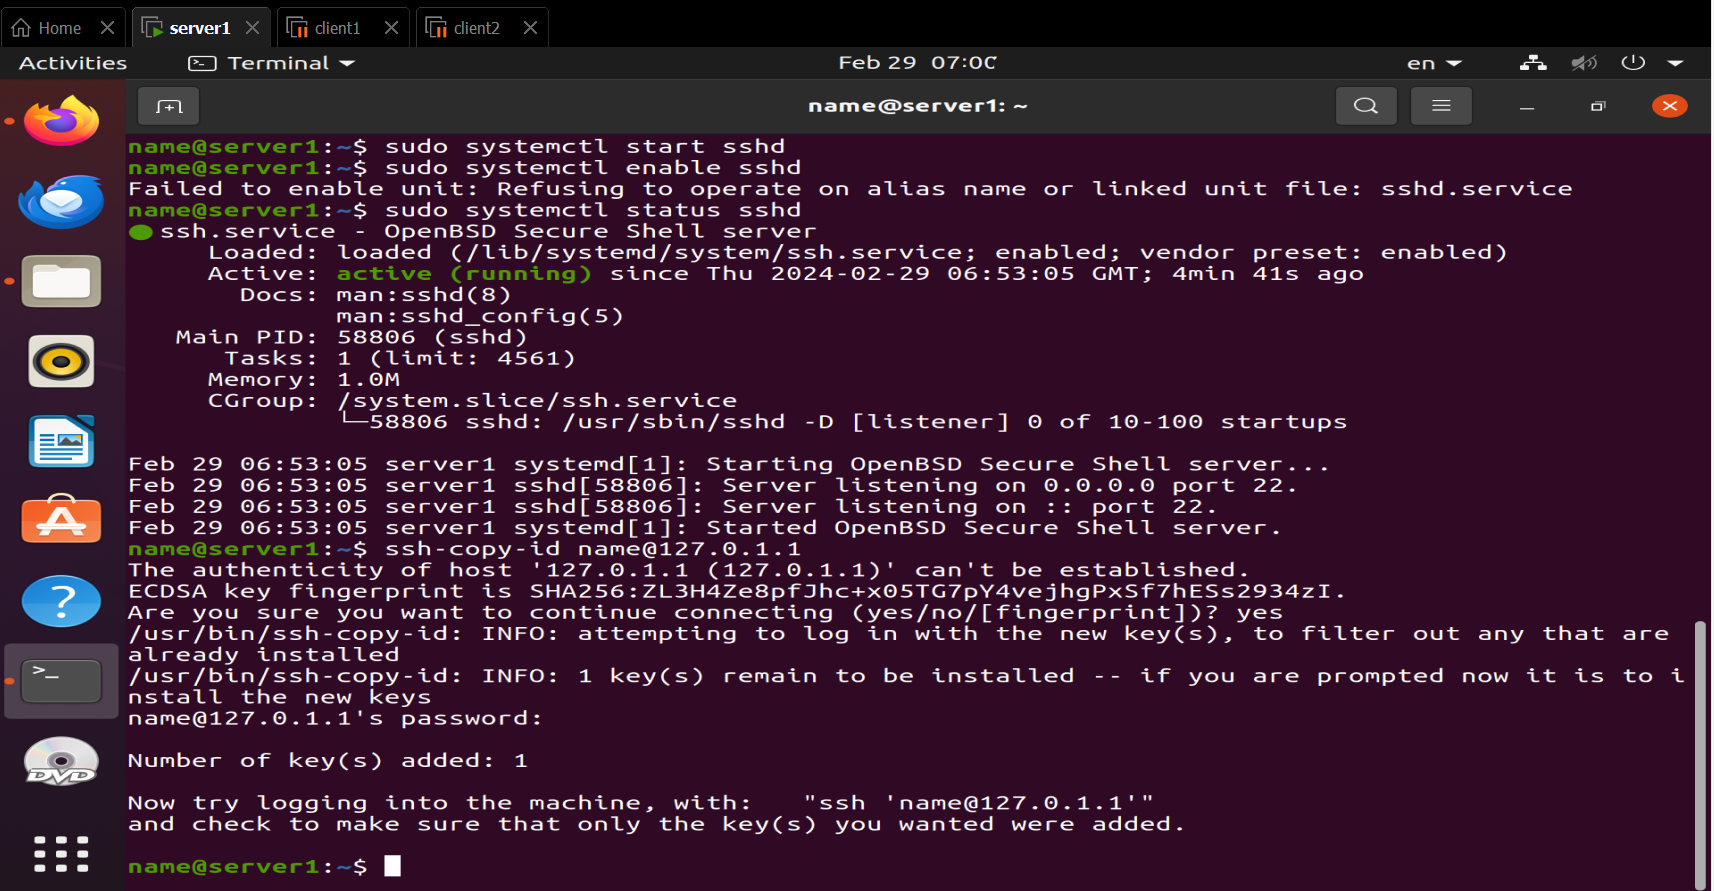 Home
server1
client1
client2
Activities
Terminal
Feb 29 07:00
en
name@server1: ~
name@server1:~$ sudo systemctl start sshd
name@server1:~$ sudo systemctl enable sshd
Failed to enable unit: Refusing to operate on alias name or linked unit file: sshd.service
name@server1:~$ sudo systemctl status sshd
ssh.service - OpenBSD Secure Shell server
Loaded: loaded (/lib/systemd/system/ssh.service; enabled; vendor preset: enabled)
Active: active (running) since Thu 2024-02-29 06:53:05 GMT; 4min 41s ago
Docs: man:sshd(8)
man:sshd_config(5)
Main PID: 58806 (sshd)
Tasks: 1 (limit: 4561)
Memory: 1.0M
CGroup: /system.slice/ssh.service
└─58806 sshd: /usr/sbin/sshd -D [listener] 0 of 10-100 startups
Feb 29 06:53:05 server1 systemd[1]: Starting OpenBSD Secure Shell server...
Feb 29 06:53:05 server1 sshd[58806]: Server listening on 0.0.0.0 port 22.
Feb 29 06:53:05 server1 sshd[58806]: Server listening on :: port 22.
Feb 29 06:53:05 server1 systemd[1]: Started OpenBSD Secure Shell server.
name@server1:~$ ssh-copy-id name@127.0.1.1
The authenticity of host '127.0.1.1 (127.0.1.1)' can't be established.
ECDSA key fingerprint is SHA256:ZL3H4Ze8pfJhc+x05TG7pY4vejhgPxSf7hESs2934zI.
Are you sure you want to continue connecting (yes/no/[fingerprint])? yes
/usr/bin/ssh-copy-id: INFO: attempting to log in with the new key(s), to filter out any that are
already installed
/usr/bin/ssh-copy-id: INFO: 1 key(s) remain to be installed -- if you are prompted now it is to i
nstall the new keys
name@127.0.1.1's password:
Number of key(s) added: 1
Now try logging into the machine, with:   "ssh 'name@127.0.1.1'"
and check to make sure that only the key(s) you wanted were added.
name@server1:~$
DVD